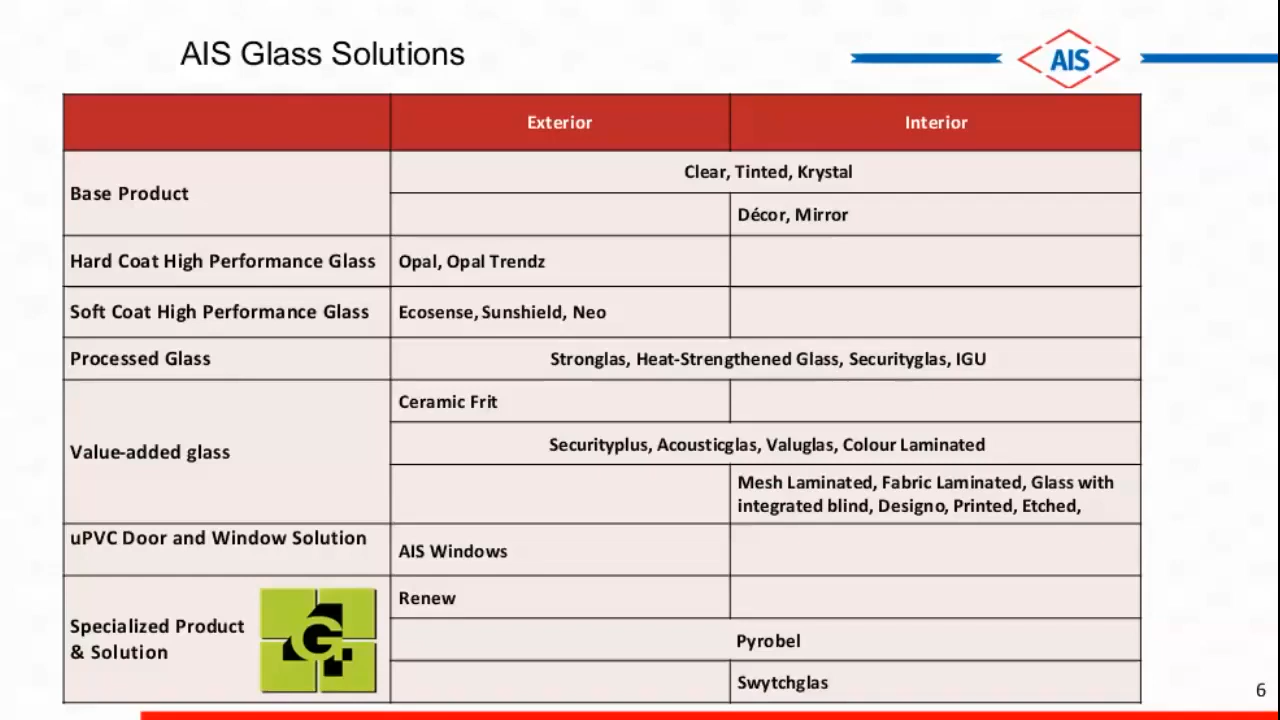 AIS Glass Solutions
AIS
Exterior
Interior
Base Product
Clear, Tinted, Krystal
Décor, Mirror
Hard Coat High Performance Glass
Opal, Opal Trendz
Soft Coat High Performance Glass
Ecosense, Sunshield, Neo
Processed Glass
Stronglas, Heat-Strengthened Glass, Securityglas, IGU
Value-added glass
Ceramic Frit
Securityplus, Acousticglas, Valuglas, Colour Laminated
Mesh Laminated, Fabric Laminated, Glass with
integrated blind, Designo, Printed, Etched,
uPVC Door and Window Solution
AIS Windows
Specialized Product
& Solution
G
Renew
Pyrobel
Swytchglas
6